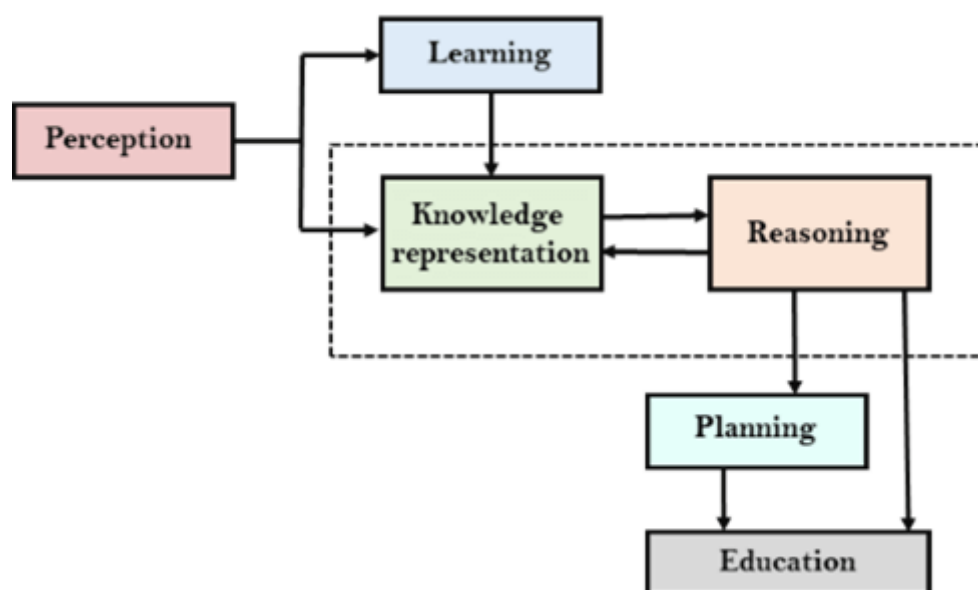 Learning
Perception
Knowledge
representation
Reasoning
Planning
Education